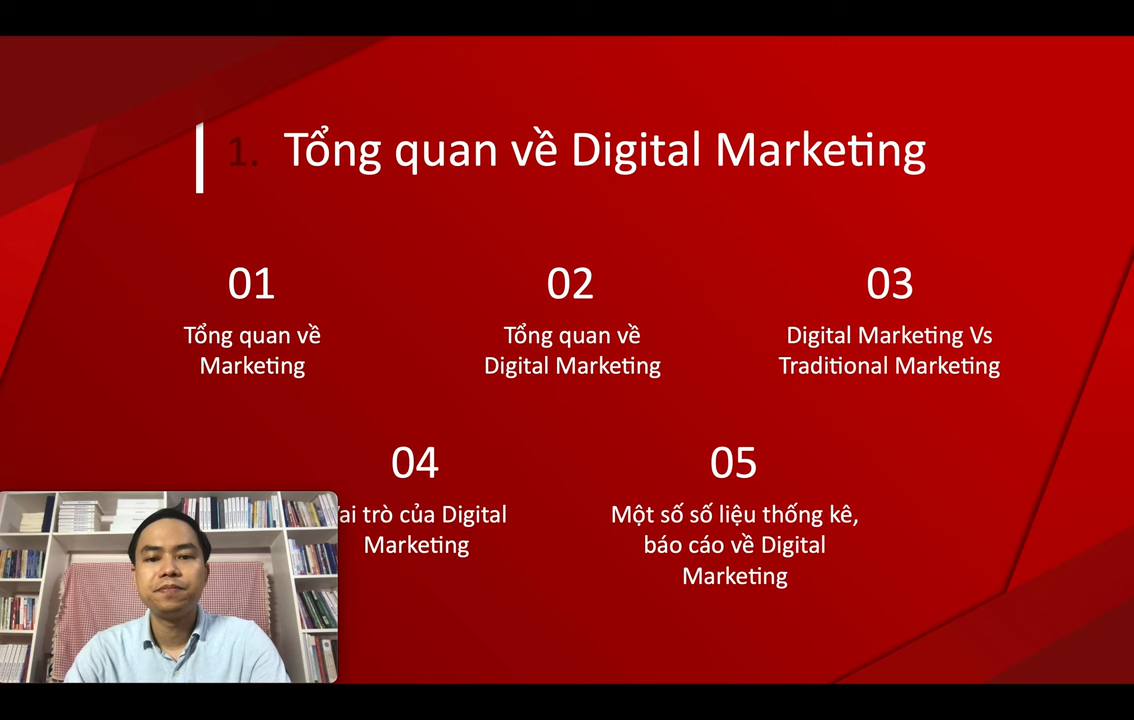 1. Tổng quan về Digital Marketing
01
Tổng quan về
Marketing
02
Tổng quan về
Digital Marketing
03
Digital Marketing Vs
Traditional Marketing
04
trò của Digital
Marketing
05
Một số số liệu thống kê,
báo cáo về Digital
Marketing